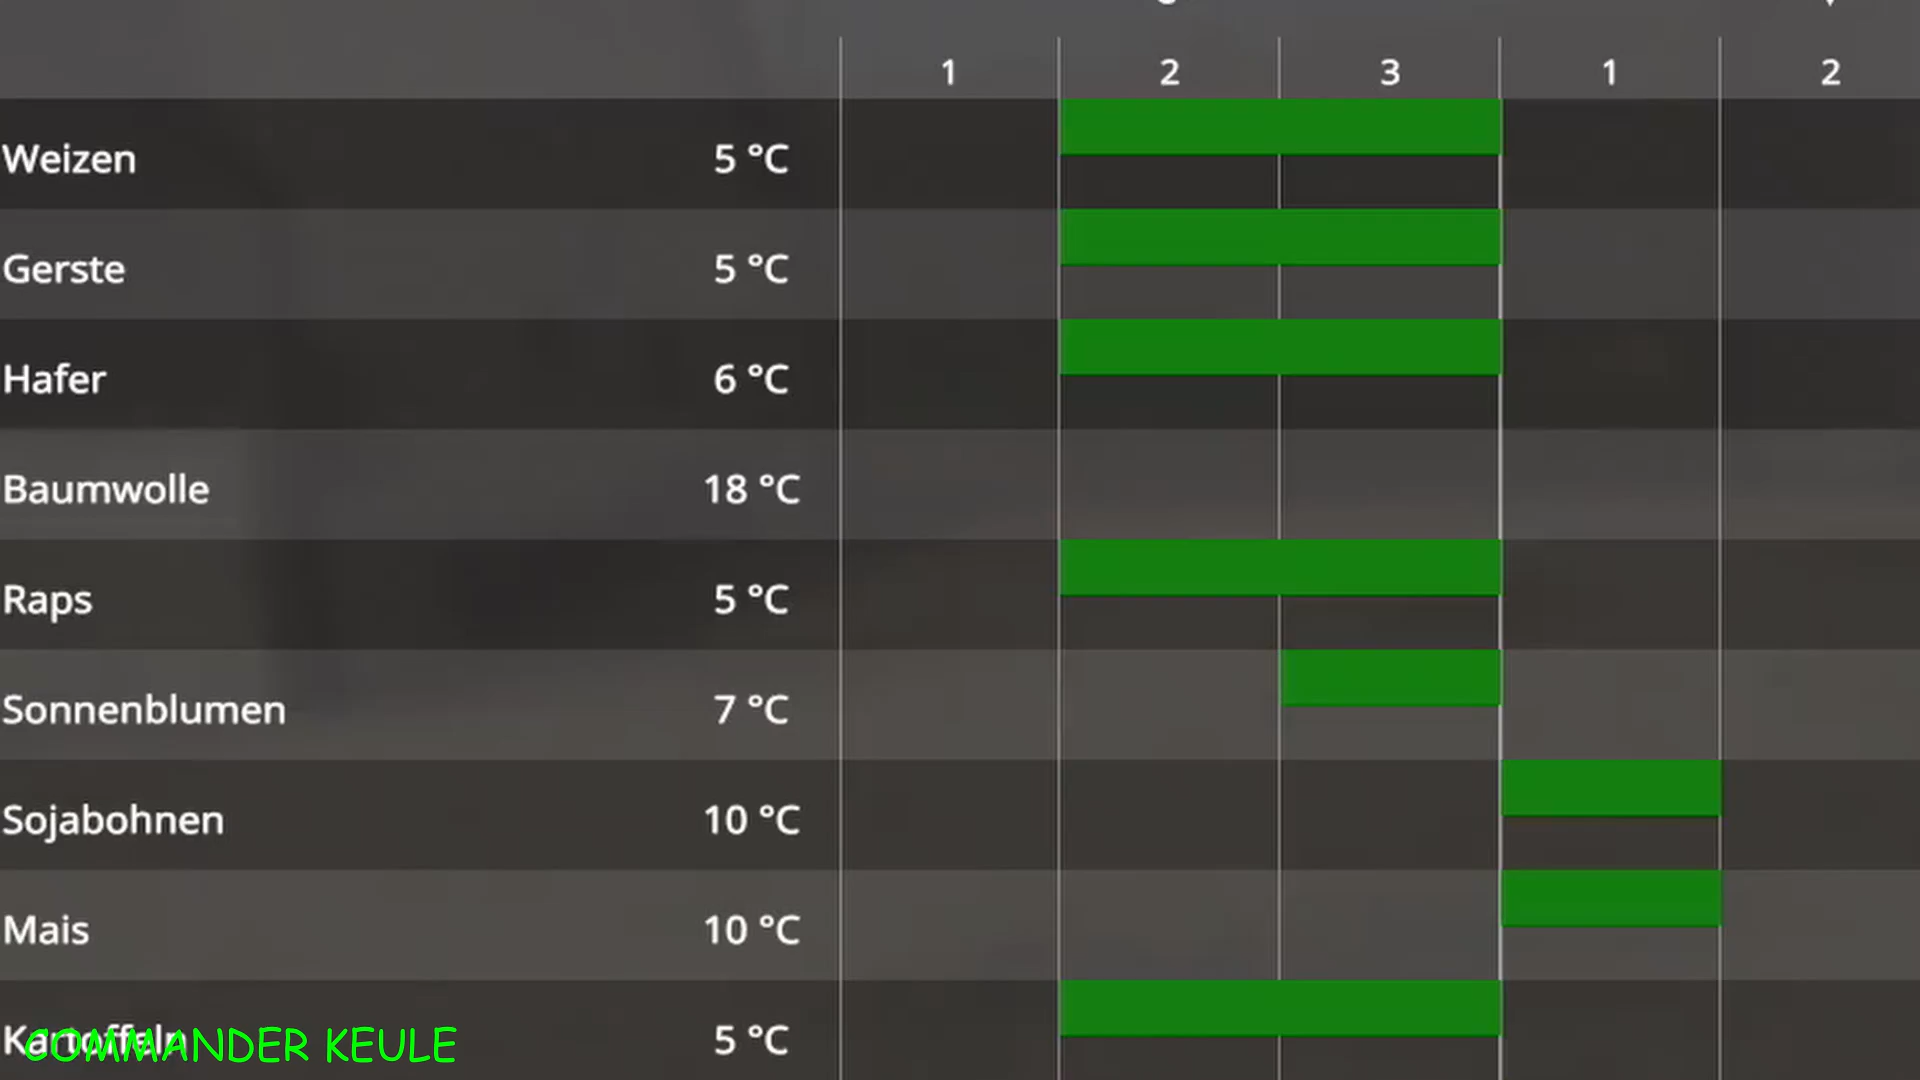 1 2 3 1 2
Weizen 5 °C
Gerste 5 °C
Hafer 6 °C
Baumwolle 18 °C
Raps 5 °C
Sonnenblumen 7 °C
Sojabohnen 10 °C
Mais 10 °C
Kartoffeln 5 °C
COMMANDER KEULE